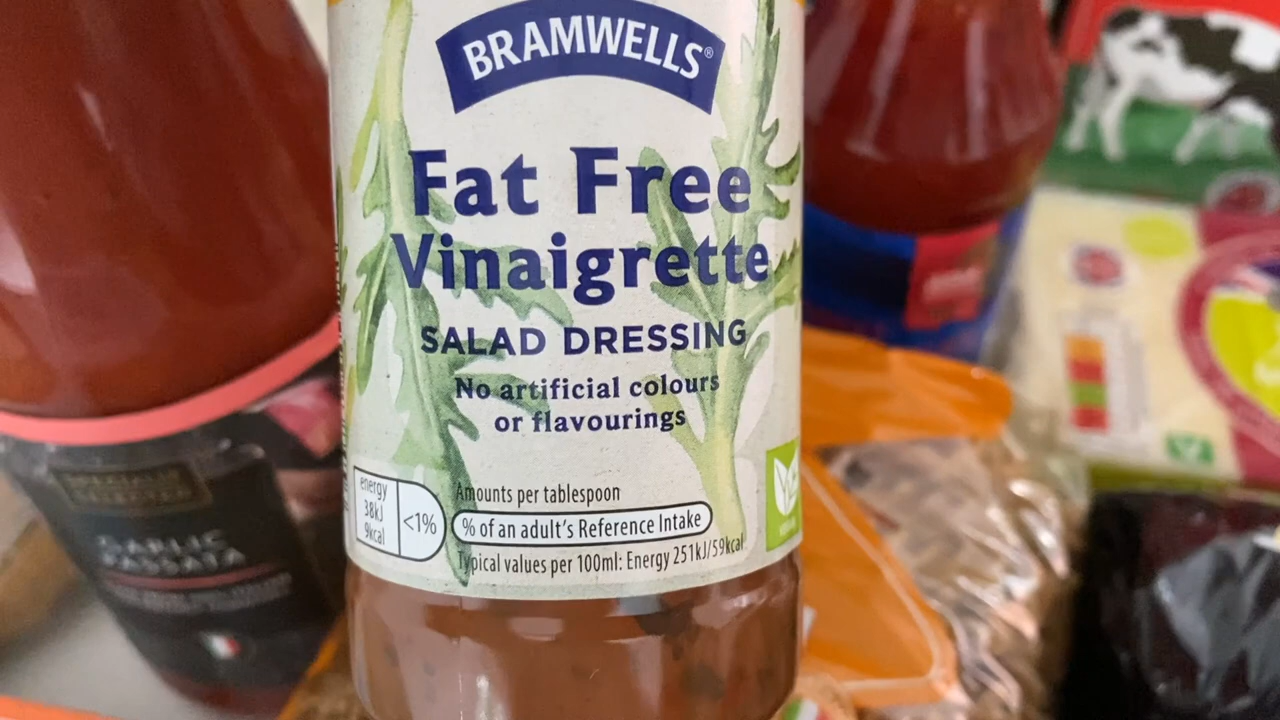 BRAMWELLS®
Fat Free
Vinaigrette
SALAD DRESSING
No artificial colours
or flavourings
energy
38kJ
9kcal
<1%
Amounts per tablespoon
% of an adult's Reference Intake
Typical values per 100ml: Energy 251kJ/59kcal
GARLIC
PASSATA